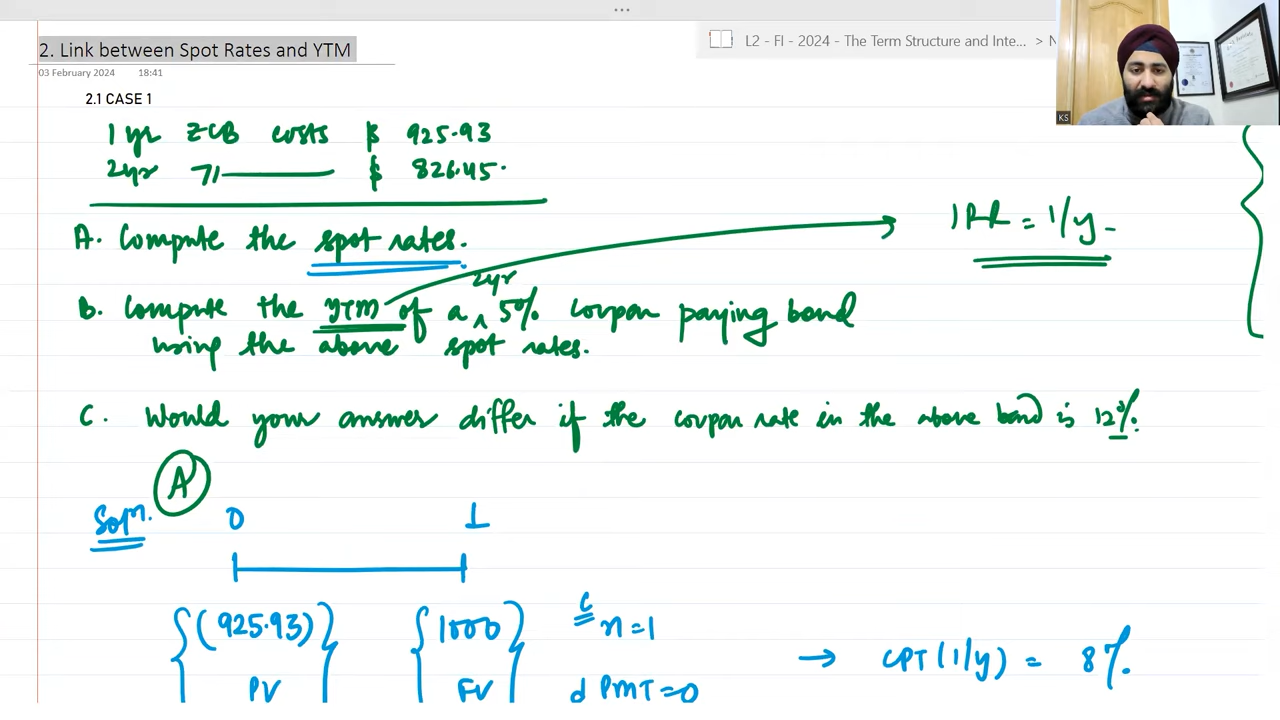 L2 - FI - 2024 - The Term Structure and Inte... > N
2. Link between Spot Rates and YTM
03 February 2024 18:41
KS
2.1 CASE 1
1 yr ZCB costs $ 925.93
2yr —"— $ 826.45.
A. Compute the spot rates.
IRR = I/y.
B. Compute the YTM of a ^ 2yr 5% coupon paying bond
using the above spot rates.
C. Would your answer differ if the coupon rate in the above bond is 12%.
A
Soln.
0 1
(925.93) 1000 c n=1
→ CPT (I/y) = 8%.
PV FV d PMT=0